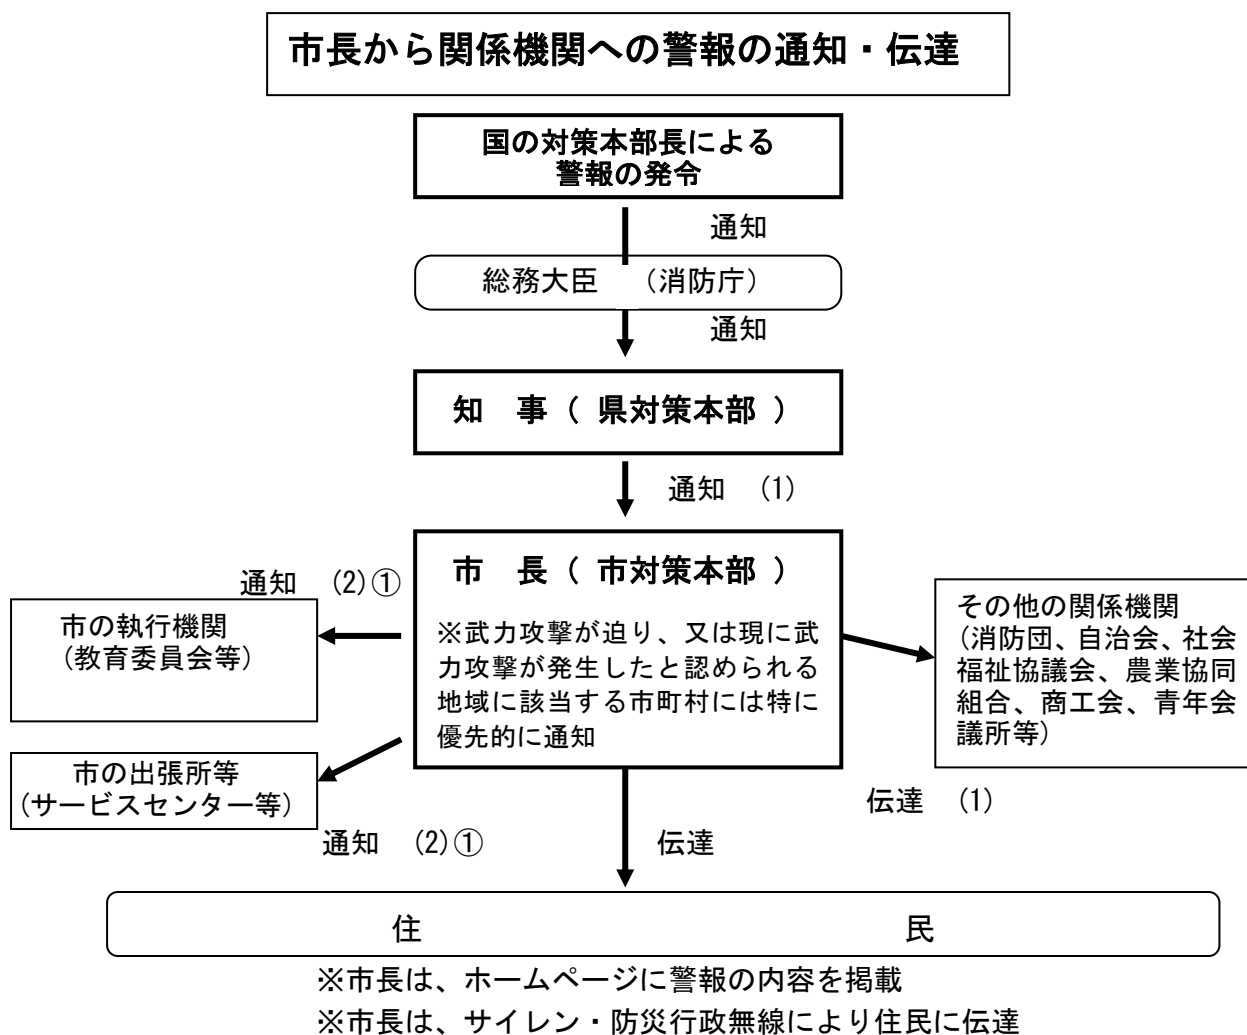 市長から関係機関への警報の通知・伝達
国の対策本部長による
警報の発令
通知
総務大臣　（消防庁）
通知
知　事（ 県対策本部 ）
通知　(1)
市　長（ 市対策本部 ）
※武力攻撃が迫り、又は現に武
力攻撃が発生したと認められる
地域に該当する市町村には特に
優先的に通知
通知　(2)①
市の執行機関
（教育委員会等）
市の出張所等
（サービスセンター等）
通知　(2)①
その他の関係機関
（消防団、自治会、社会
福祉協議会、農業協同
組合、商工会、青年会
議所等）
伝達　(1)
伝達
住　民
※市長は、ホームページに警報の内容を掲載
※市長は、サイレン・防災行政無線により住民に伝達